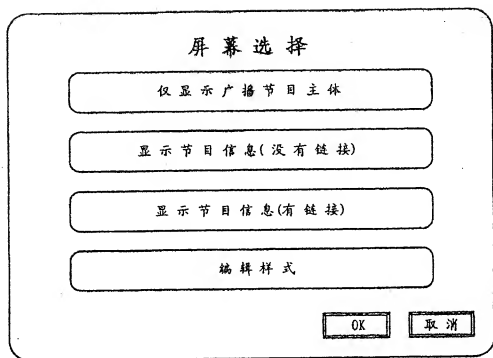 屏幕选择
仅显示广播节目主体
显示节目信息(没有链接)
显示节目信息(有链接)
编辑样式
OK 取消